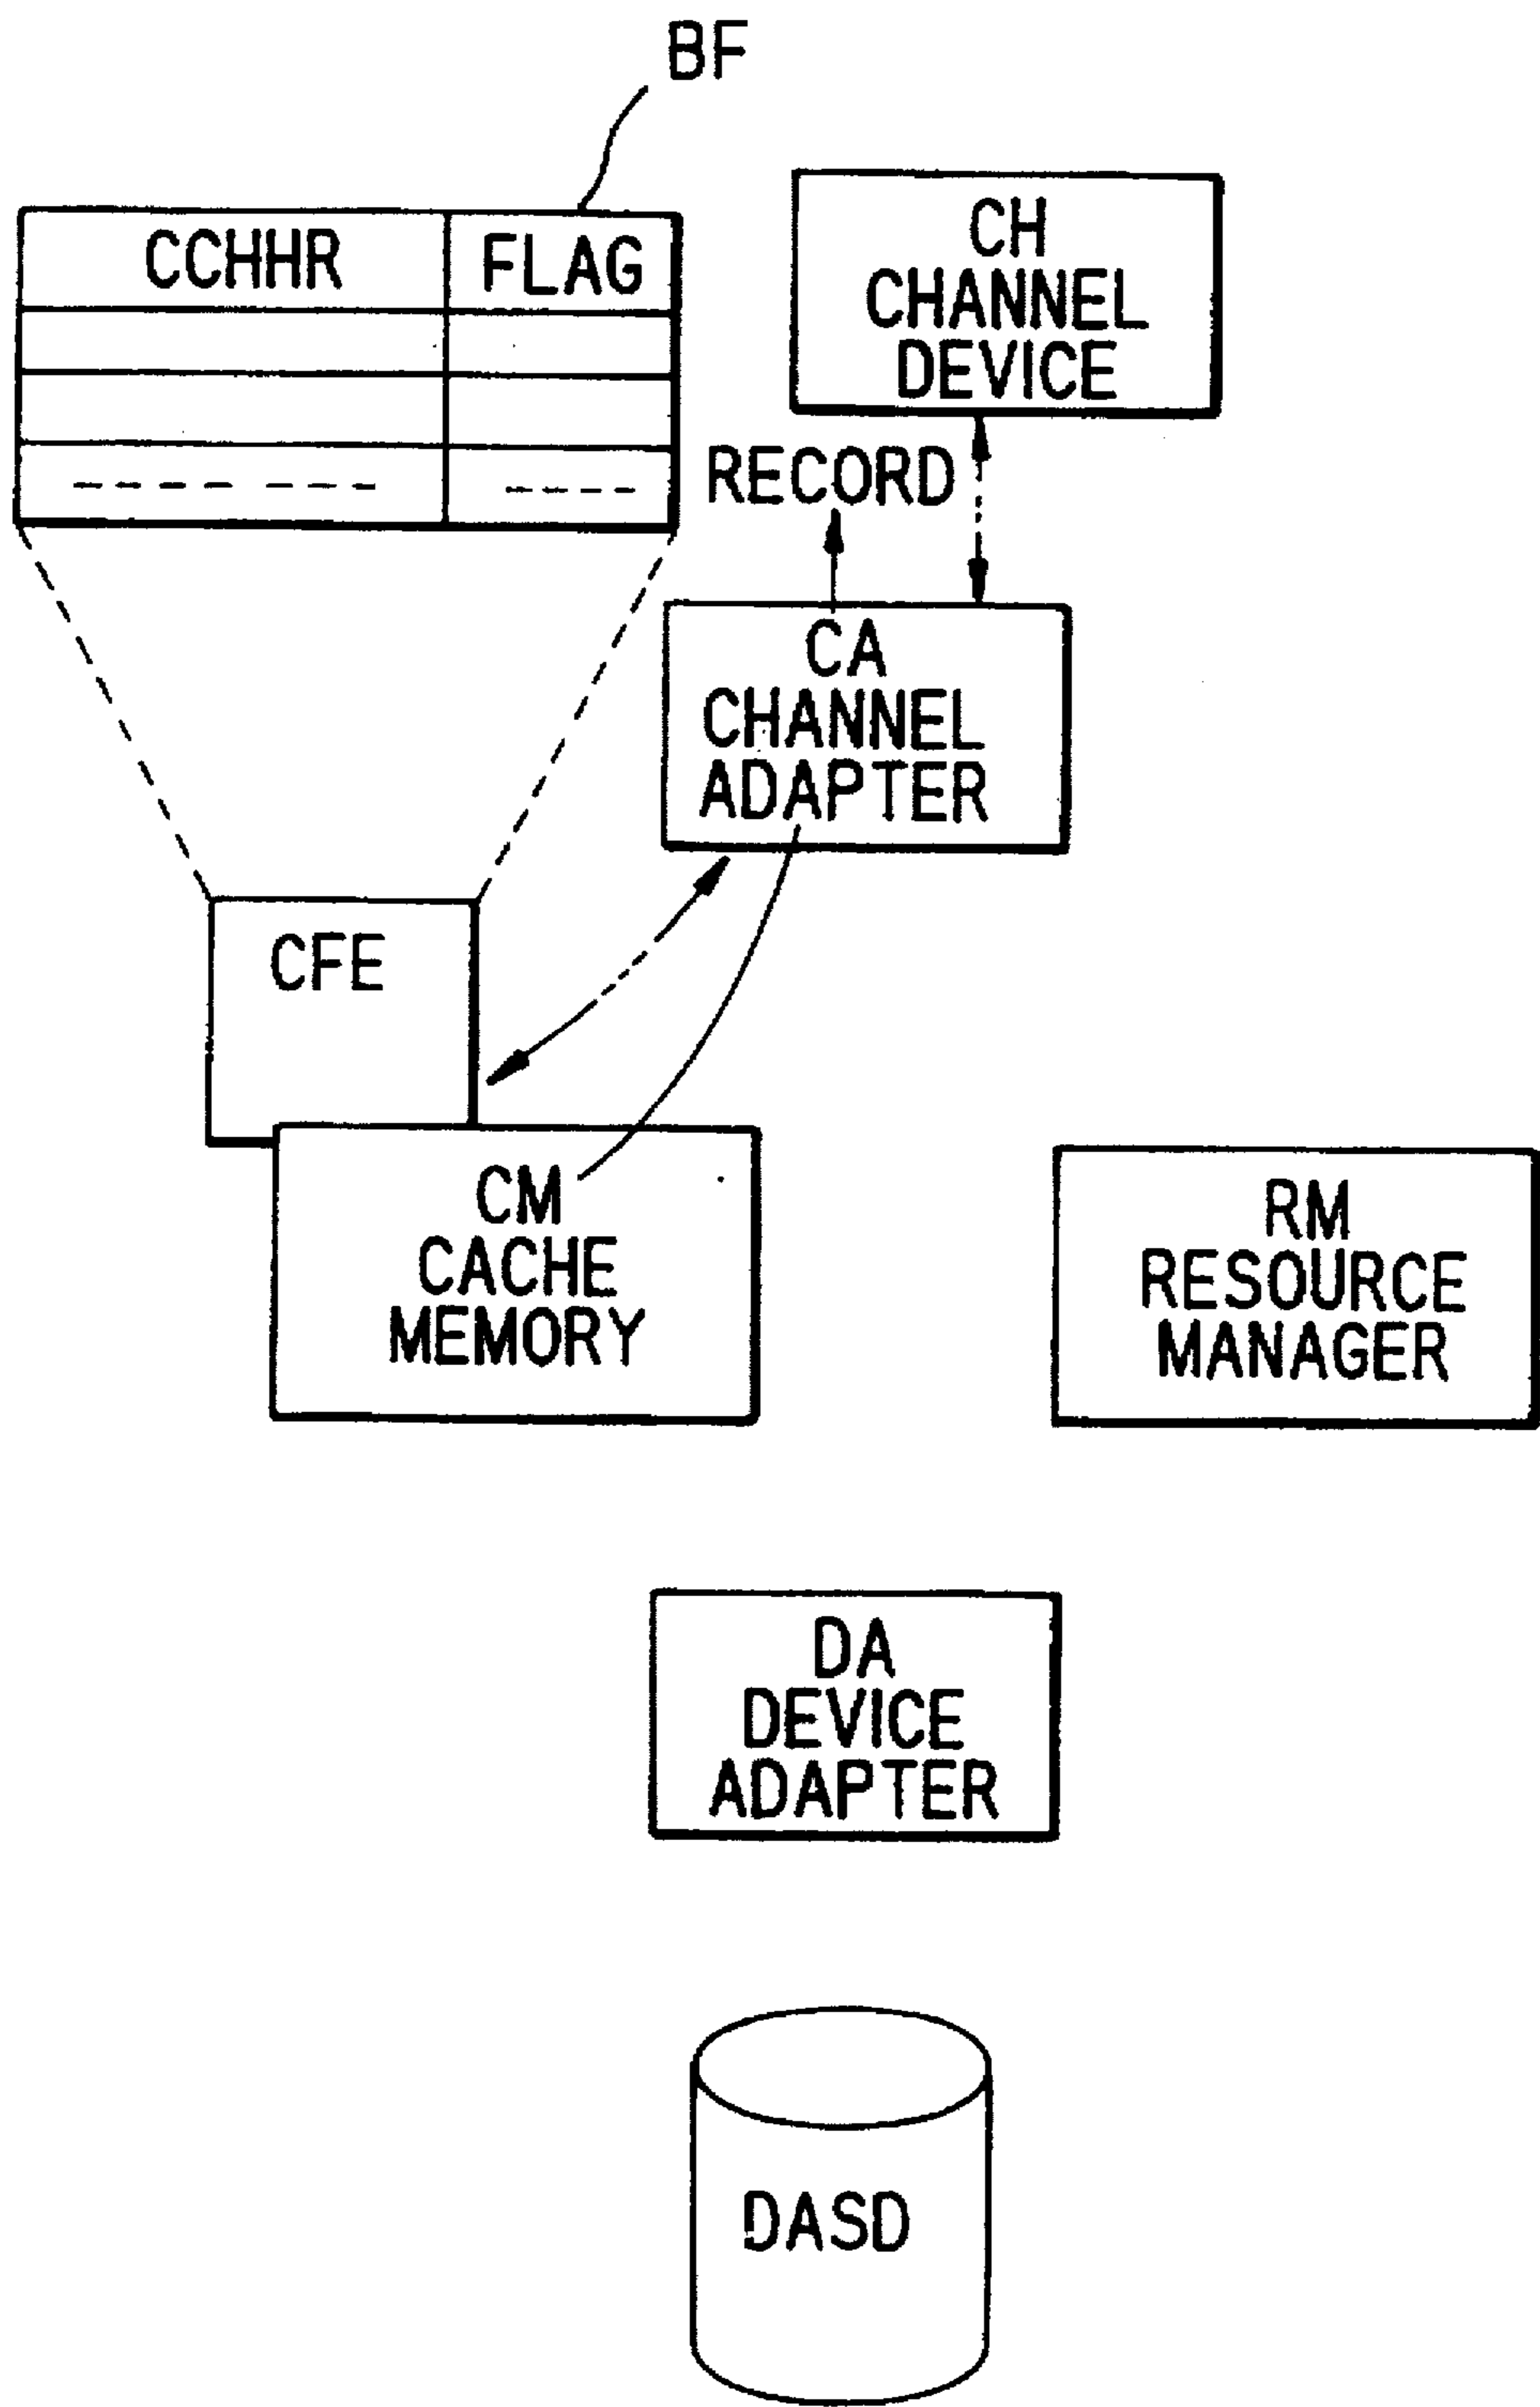 BF
CCHHR FLAG
CH
CHANNEL
DEVICE
RECORD
CA
CHANNEL
ADAPTER
CFE
CM
CACHE
MEMORY
RM
RESOURCE
MANAGER
DA
DEVICE
ADAPTER
DASD